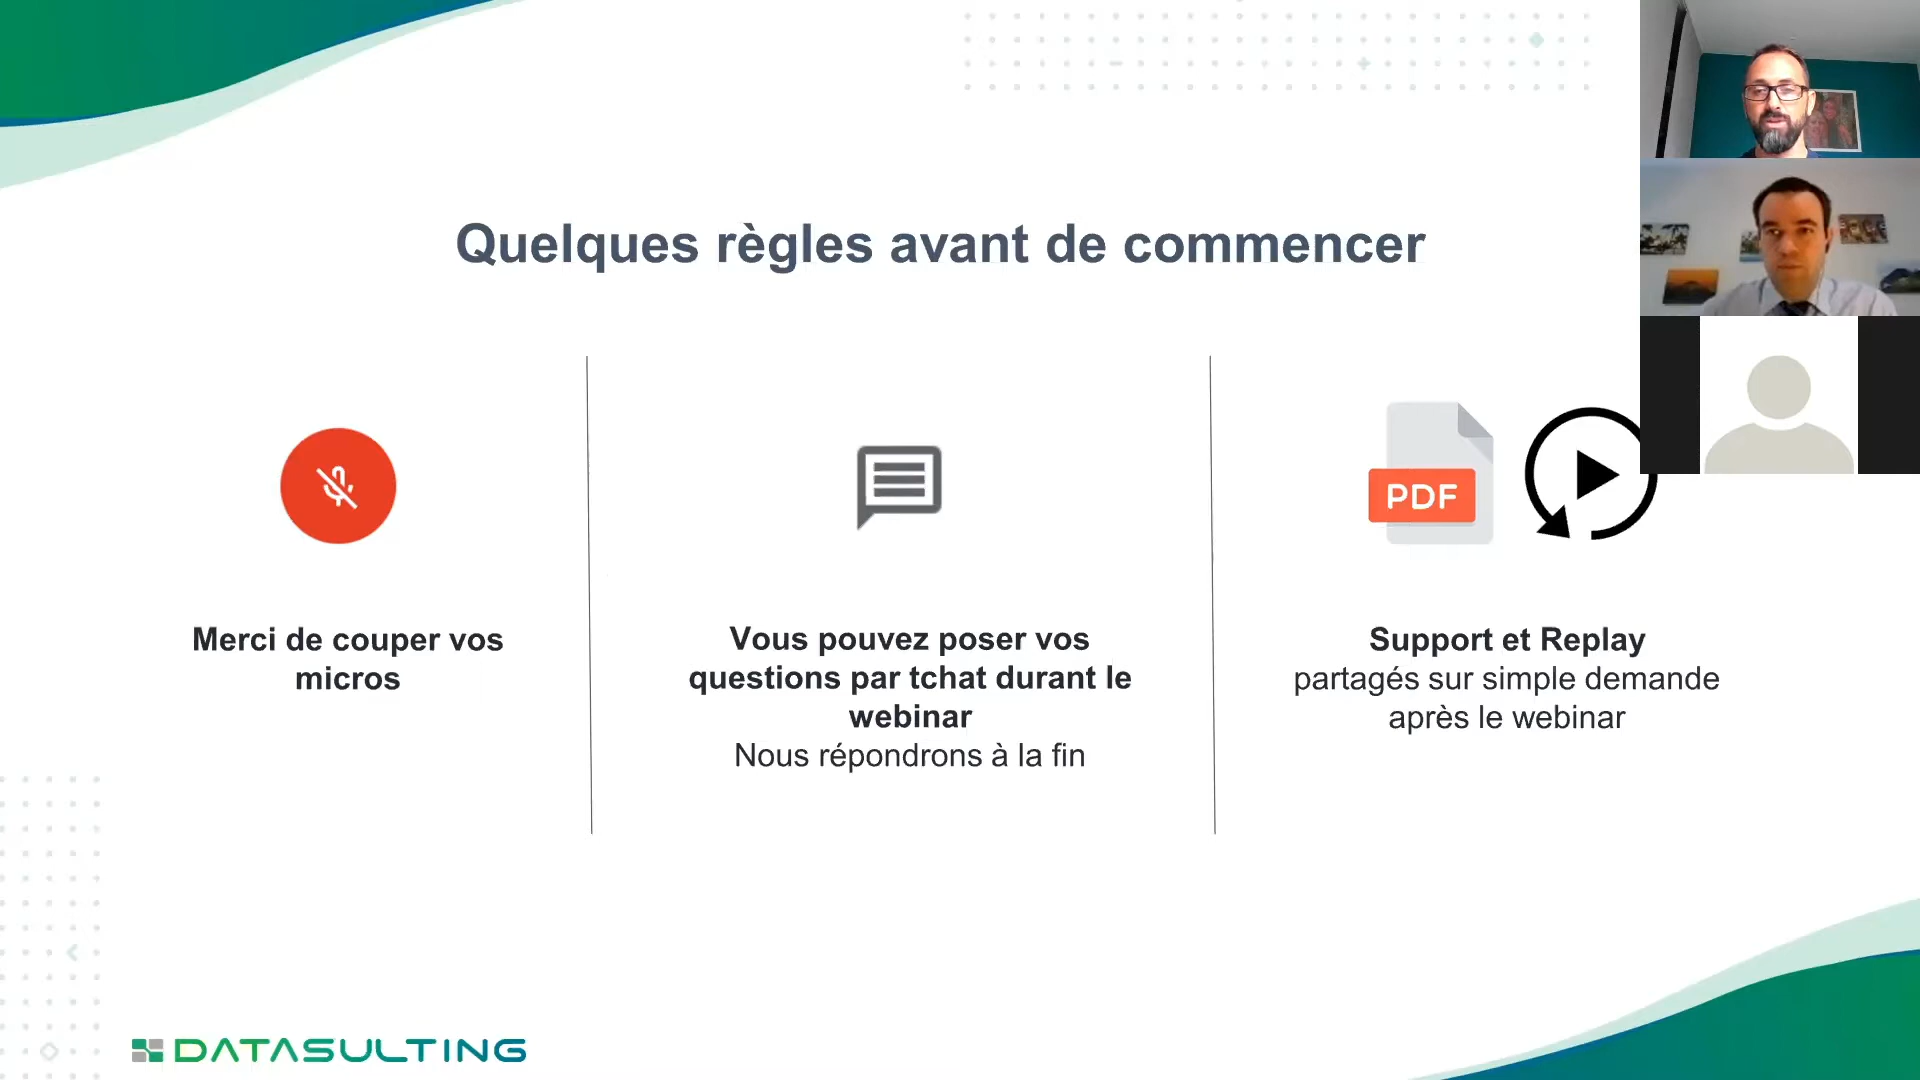 Quelques règles avant de commencer
PDF
Merci de couper vos
micros
Vous pouvez poser vos
questions par tchat durant le
webinar
Nous répondrons à la fin
Support et Replay
partagés sur simple demande
après le webinar
DATASULTING